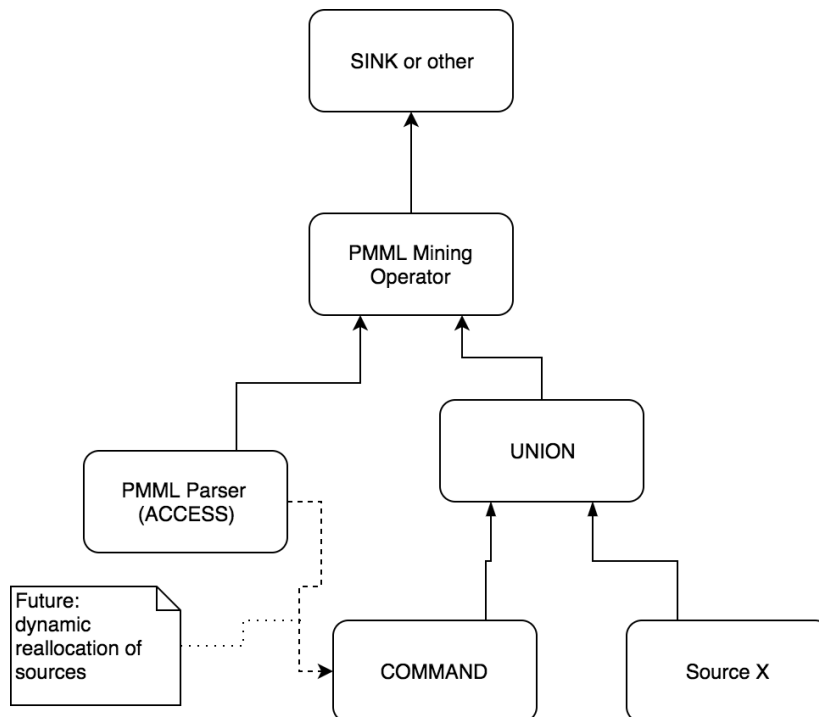 SINK or other
PMML Mining
Operator
UNION
PMML Parser
(ACCESS)
Future:
dynamic
reallocation of
sources
COMMAND
Source X